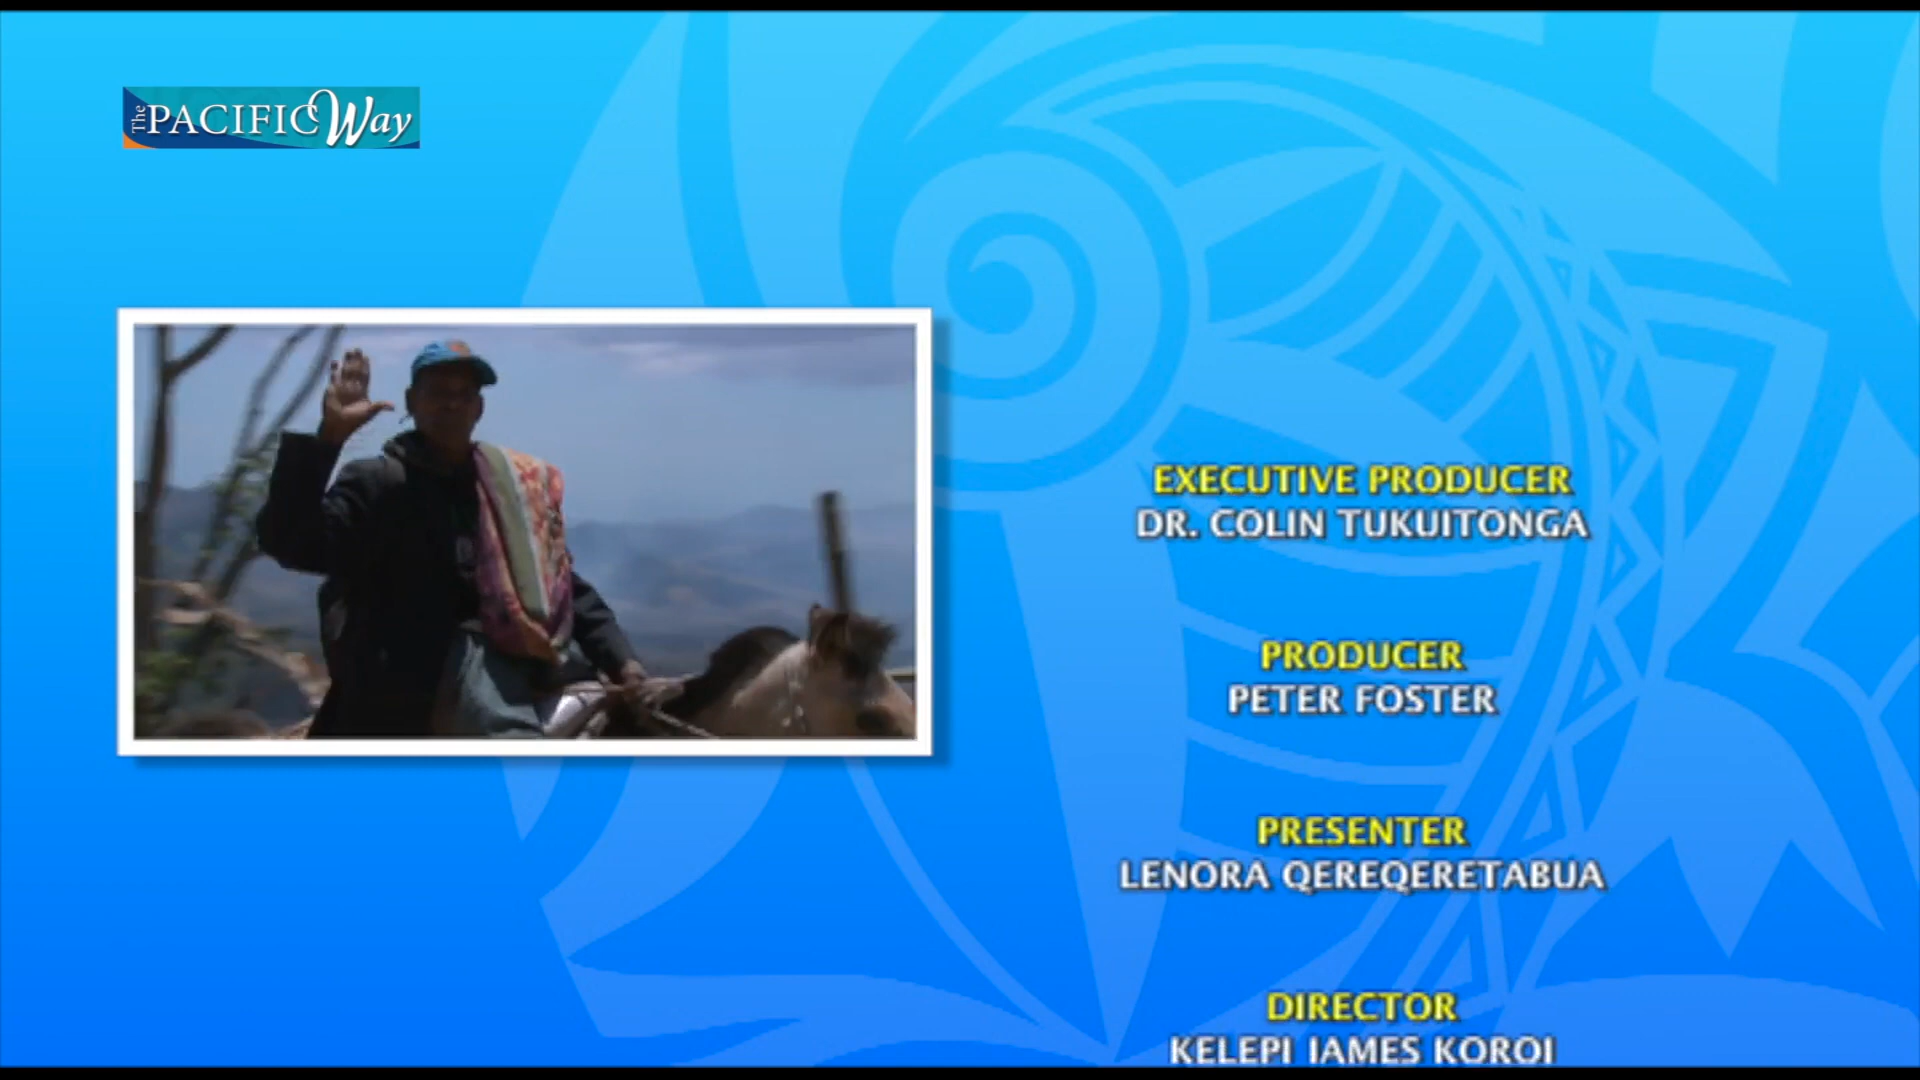 The PACIFIC Way
EXECUTIVE PRODUCER
DR. COLIN TUKUITONGA
PRODUCER
PETER FOSTER
PRESENTER
LENORA QEREQERETABUA
DIRECTOR
KELEPI JAMES KOROI